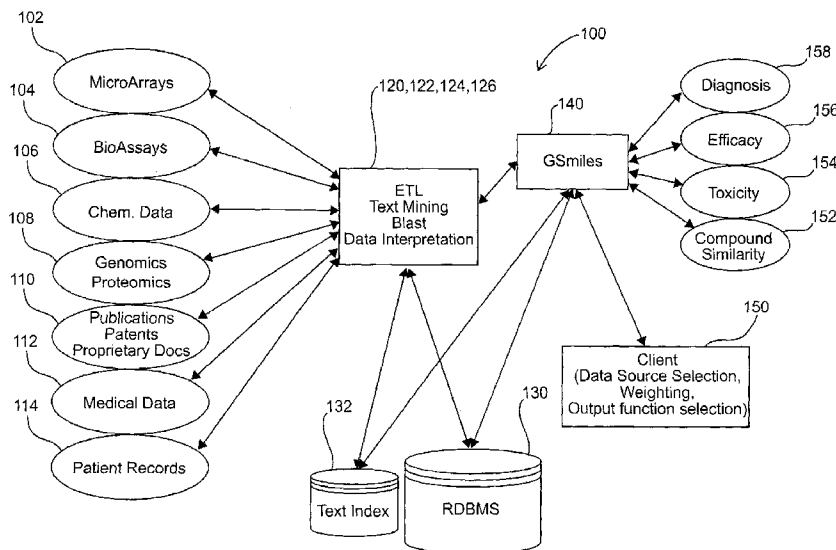 102
MicroArrays
104
BioAssays
106
Chem. Data
108
Genomics
Proteomics
110
Publications
Patents
Proprietary Docs
112
Medical Data
114
Patient Records
120,122,124,126
ETL
Text Mining
Blast
Data Interpretation
100
140
GSmiles
158
Diagnosis
156
Efficacy
154
Toxicity
152
Compound
Similarity
150
Client
(Data Source Selection,
Weighting,
Output function selection)
132
Text Index
130
RDBMS